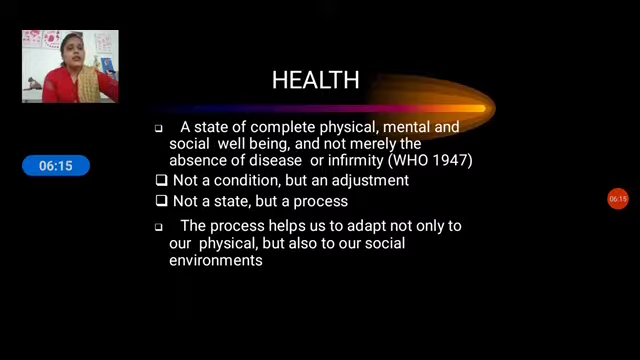 HEALTH
❑ A state of complete physical, mental and
social well being, and not merely the
absence of disease or infirmity (WHO 1947)
❑ Not a condition, but an adjustment
❑ Not a state, but a process
❑ The process helps us to adapt not only to
our physical, but also to our social
environments
06:15
06:15